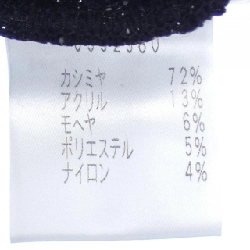 カシミヤ 72%
アクリル 13%
モヘヤ 6%
ポリエステル 5%
ナイロン 4%